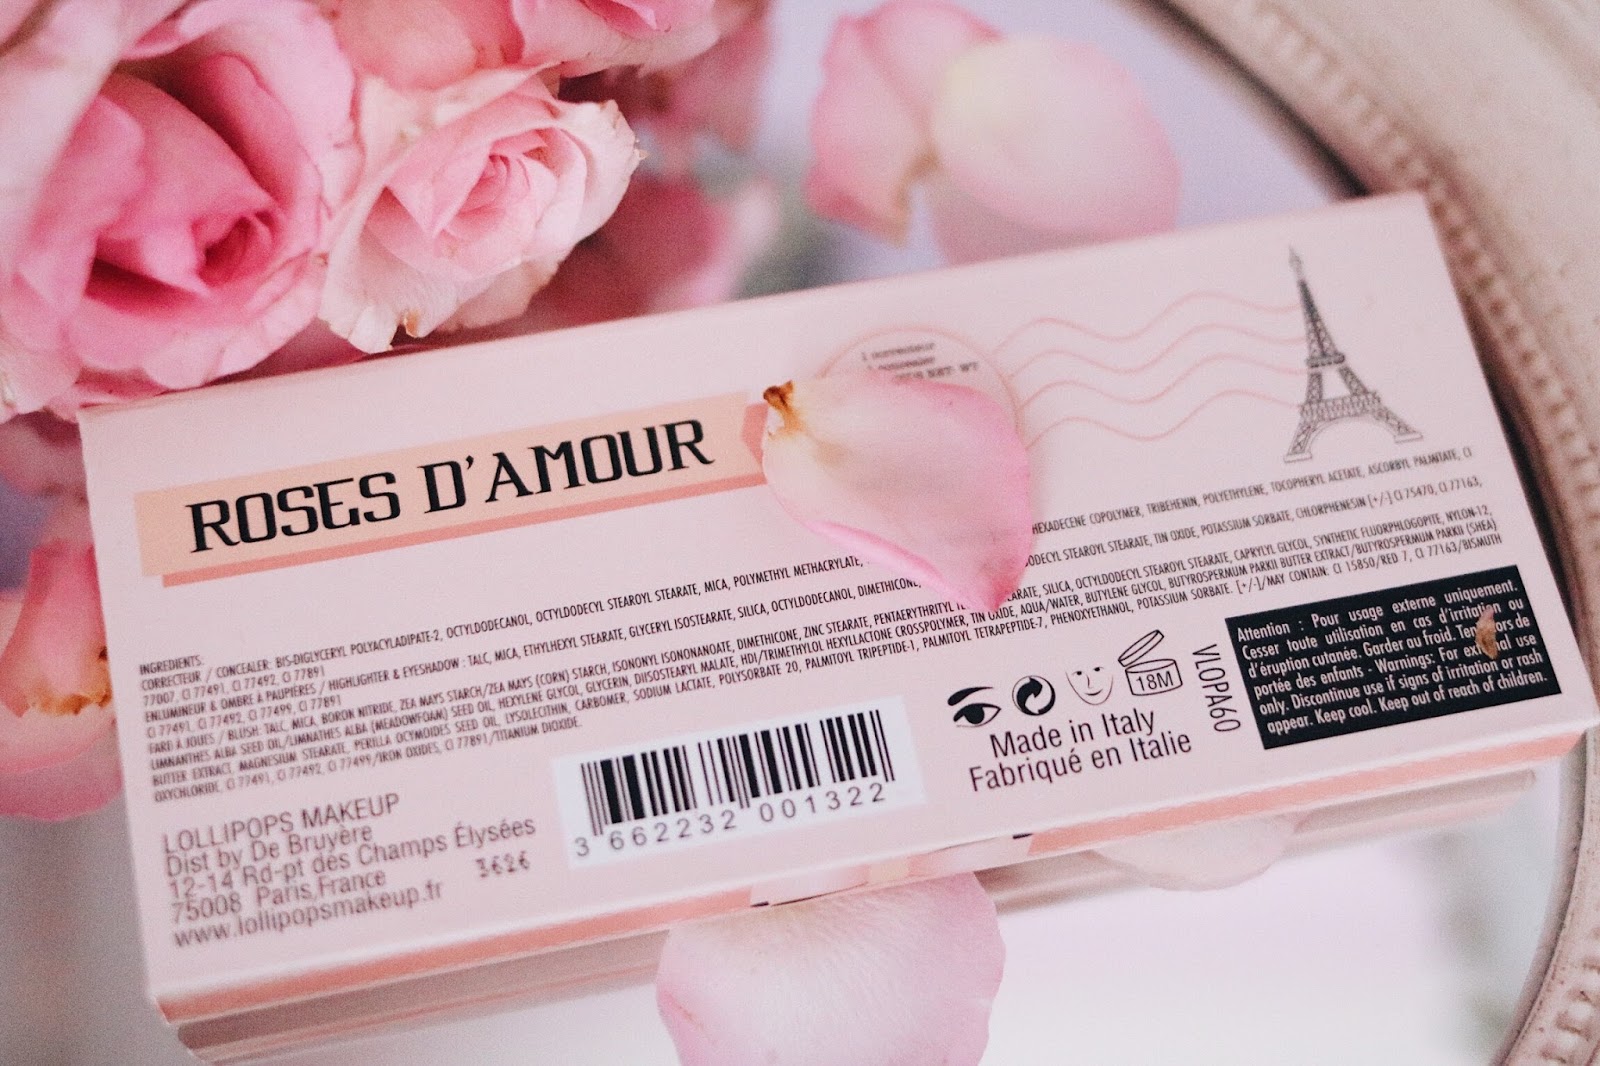 1 correcteur
NET. WT
ROSES D'AMOUR
INGREDIENTS:
CORRECTEUR / CONCEALER: BIS-DIGLYCERYL POLYACYLADIPATE-2, OCTYLDODECANOL, OCTYLDODECYL STEAROYL STEARATE, MICA, POLYMETHYL METHACRYLATE, HEXADECENE COPOLYMER, TRIBEHENIN, POLYETHYLENE, TOCOPHERYL ACETATE, ASCORBYL PALMITATE, CI
77007, CI 77491, CI 77492, CI 77891
ENLUMINEUR & OMBRE À PAUPIÈRES / HIGHLIGHTER & EYESHADOW : TALC, MICA, ETHYLHEXYL STEARATE, GLYCERYL ISOSTEARATE, SILICA, OCTYLDODECANOL, DIMETHICONE, STEAROYL STEARATE, TIN OXIDE, POTASSIUM SORBATE, CHLORPHENESIN [+/-] CI 75470, CI 77163,
CI 77491, CI 77492, CI 77499, CI 77891
FARD À JOUES / BLUSH: TALC, MICA, BORON NITRIDE, ZEA MAYS STARCH/ZEA MAYS (CORN) STARCH, ISONONYL ISONONANOATE, DIMETHICONE, ZINC STEARATE, PENTAERYTHRITYL SILICA, OCTYLDODECYL STEAROYL STEARATE, CAPRYLYL GLYCOL, SYNTHETIC FLUORPHLOGOPITE, NYLON-12,
LIMNANTHES ALBA SEED OIL/LIMNATHES ALBA (MEADOWFOAM) SEED OIL, HEXYLENE GLYCOL, GLYCERIN, DIISOSTEARYL MALATE, HDI/TRIMETHYLOL HEXYLLACTONE CROSSPOLYMER, TIN OXIDE, AQUA/WATER, BUTYLENE GLYCOL, BUTYROSPERMUM PARKII BUTTER EXTRACT/BUTYROSPERMUM PARKII (SHEA)
BUTTER EXTRACT, MAGNESIUM STEARATE, PERILLA OCYMOIDES SEED OIL, LYSOLECITHIN, CARBOMER, SODIUM LACTATE, POLYSORBATE 20, PALMITOYL TRIPEPTIDE-1, PALMITOYL TETRAPEPTIDE-7, PHENOXYETHANOL, POTASSIUM SORBATE. [+/-]/MAY CONTAIN: CI 15850/RED 7, CI 77163/BISMUTH
OXYCHLORIDE, CI 77491, CI 77492, CI 77499/IRON OXIDES, CI 77891/TITANIUM DIOXIDE.
LOLLIPOPS MAKEUP
Dist by De Bruyère
12-14 Rd-pt des Champs Élysées
75008 Paris,France
www.lollipopsmakeup.fr
3626
3 662232 001322
18M
Made in Italy
Fabriqué en Italie
VLOPA60
Attention : Pour usage externe uniquement.
Cesser toute utilisation en cas d'irritation ou
d'éruption cutanée. Garder au froid. hors de
portée des enfants - Warnings: For use
only. Discontinue use if signs of irritation or rash
appear. Keep cool. Keep out of reach of children.